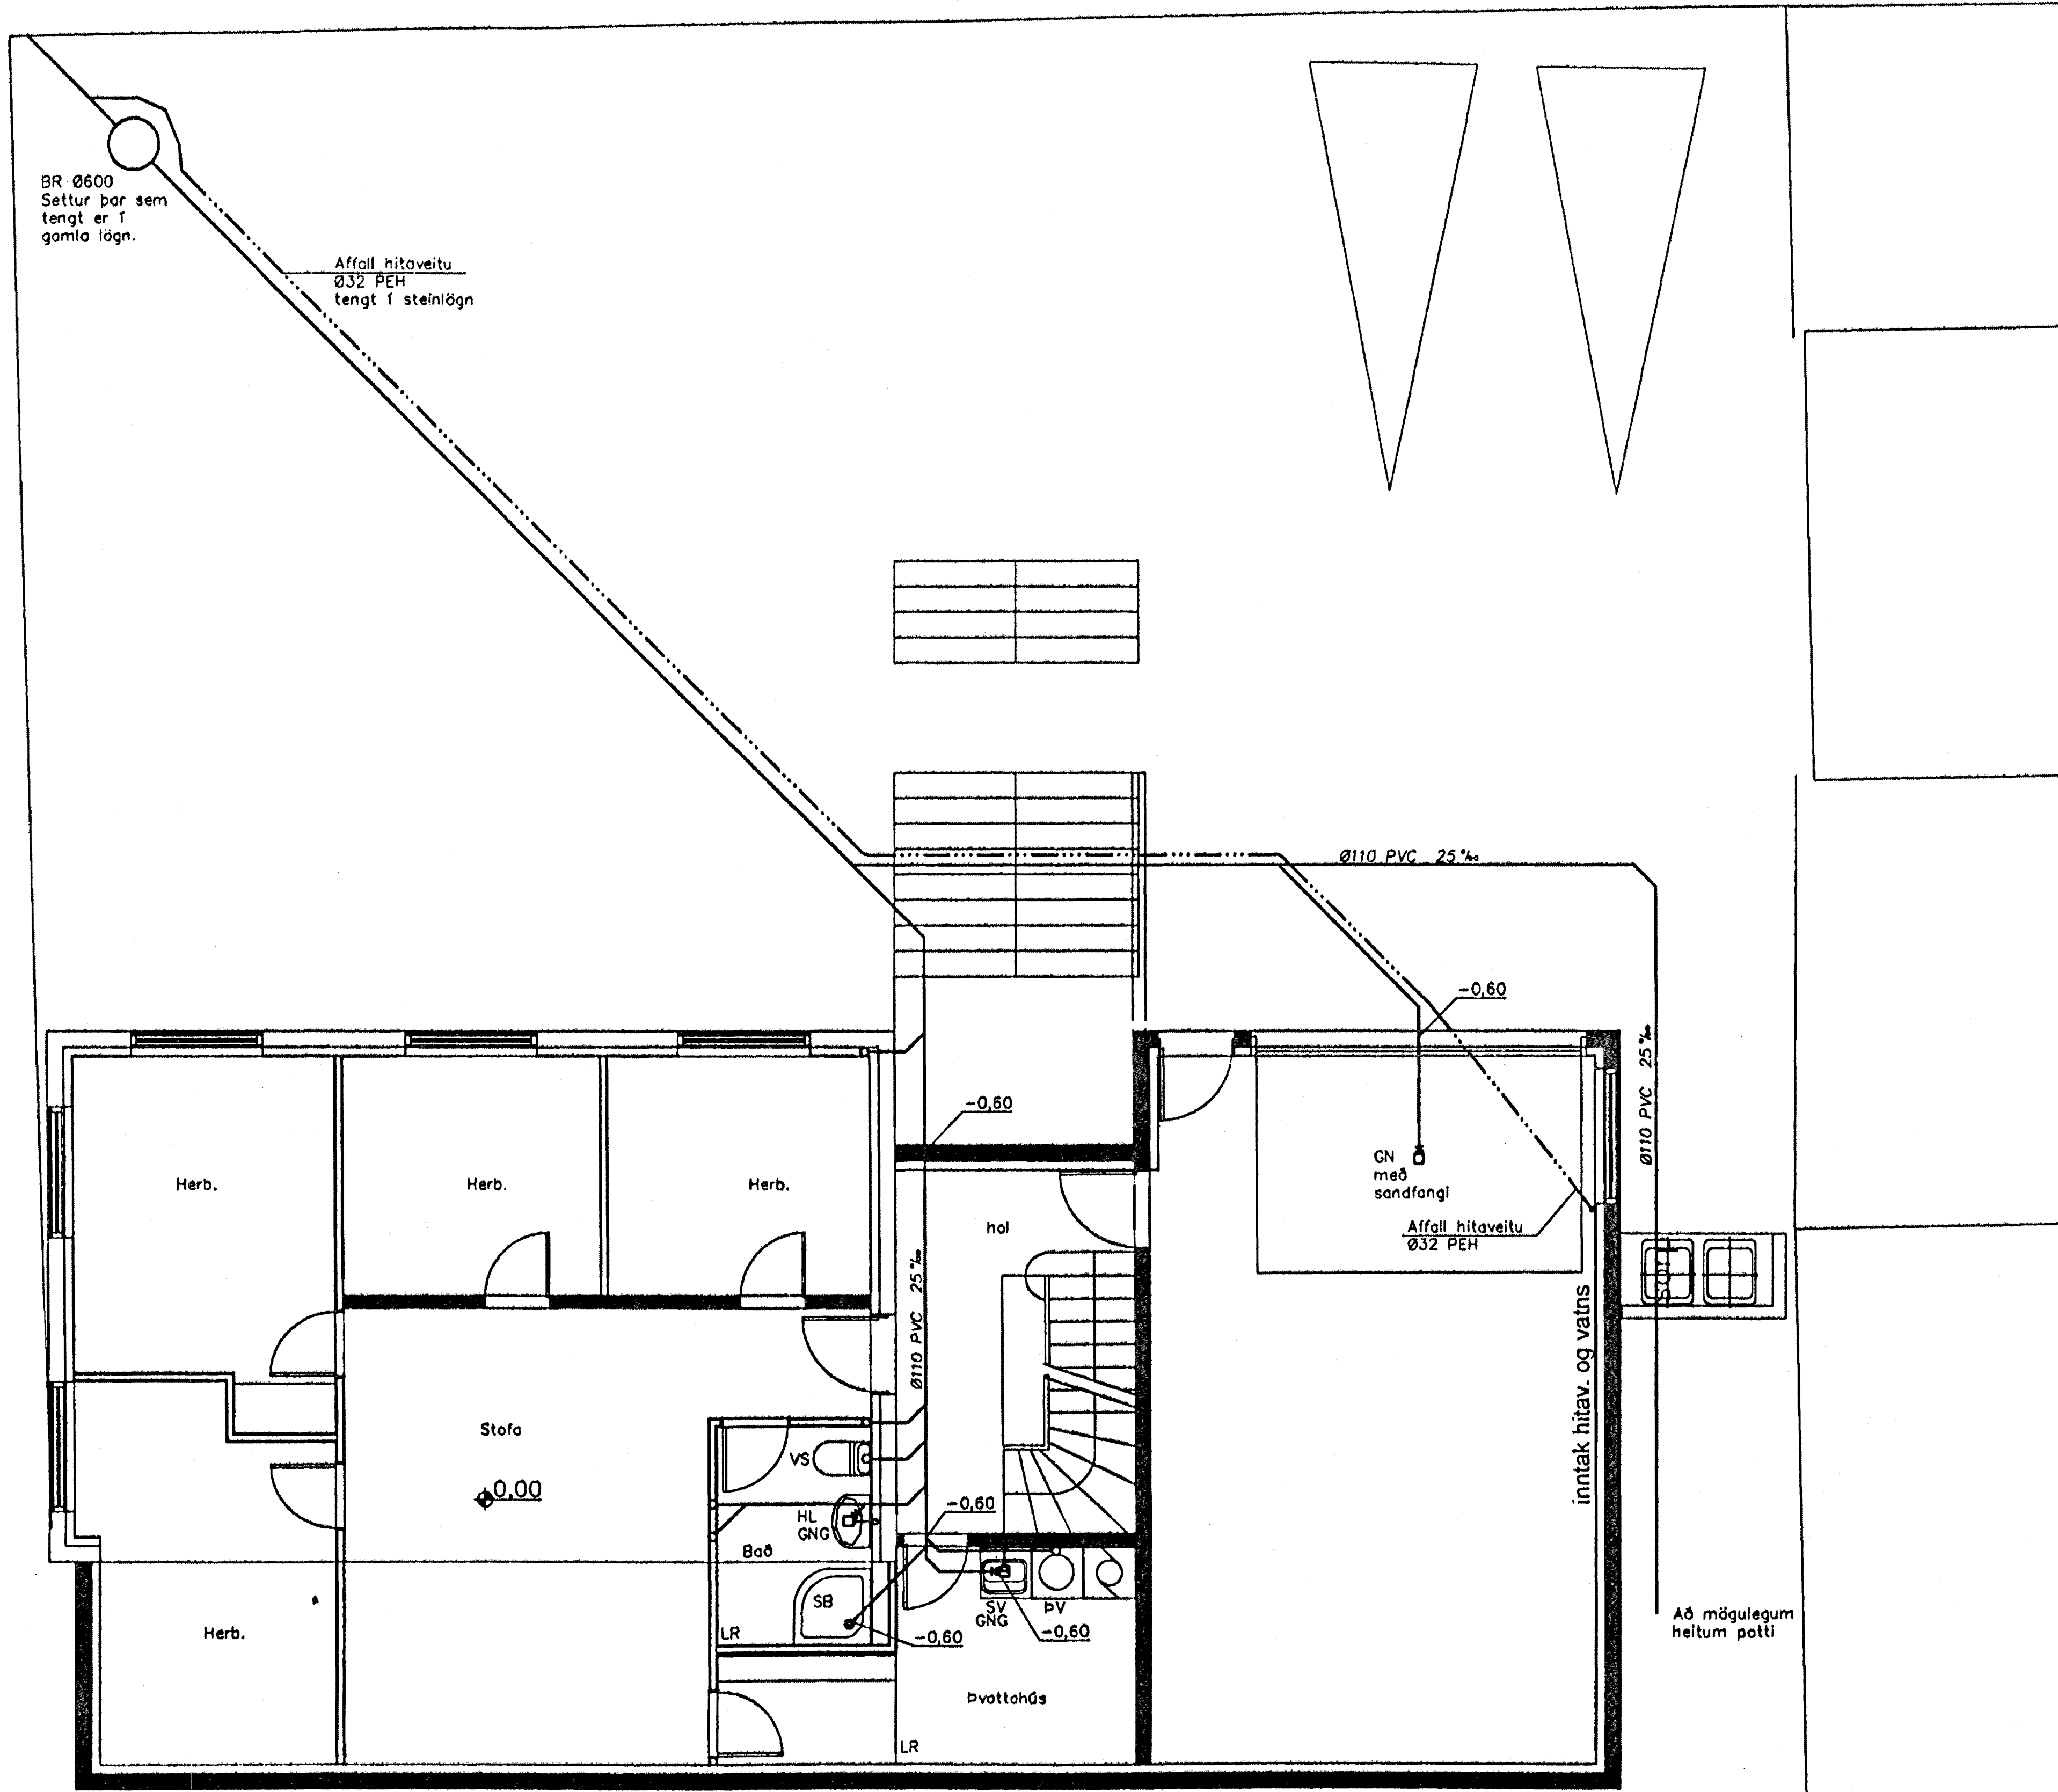 BR Ø600
Settur þar sem
tengt er í
gamla lögn.
Affall hitaveitu
Ø32 PEH
tengt í steinlögn
Ø110 PVC 25‰
-0,60
Ø110 PVC 25‰
-0,60
GN
með
sandfangi
Affall hitaveitu
Ø32 PEH
Herb.
Herb.
Herb.
hol
Ø110 PVC 25‰
sorp
inntak hitav. og vatns
Stofa
0,00
VS
HL
GNG
-0,60
Bað
SB
SV
GNG
ÞV
-0,60
-0,60
LR
Herb.
Þvottahús
LR
Að mögulegum
heitum potti